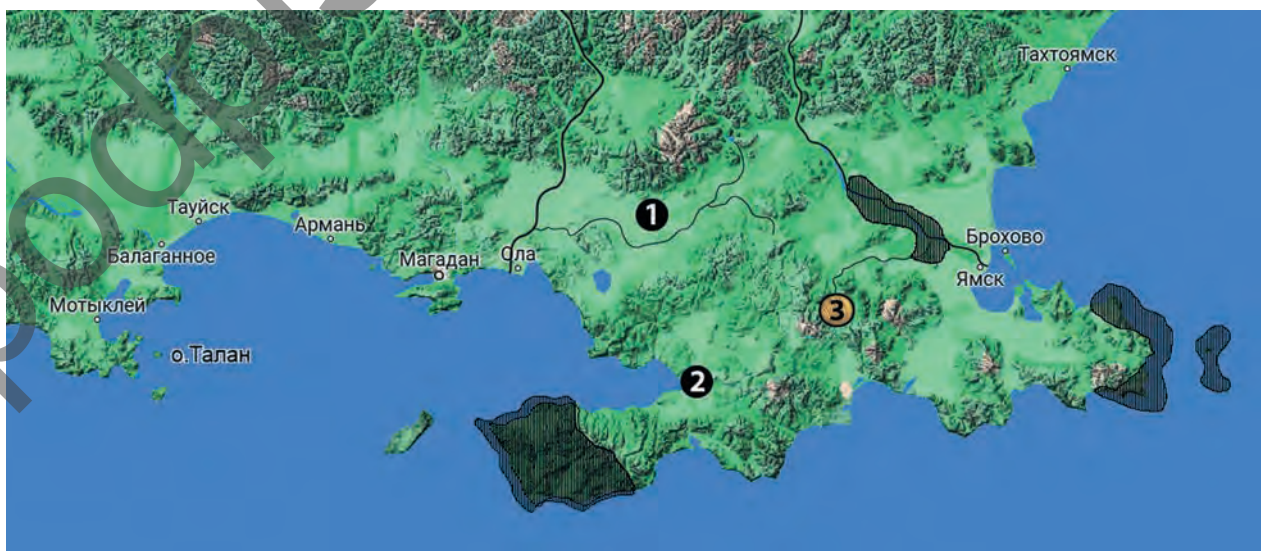 Тахтоямск
1
Тауйск
Армань
Брохово
Балаганное
Магадан
Ола
Ямск
Мотыклей
3
о.Талан
2